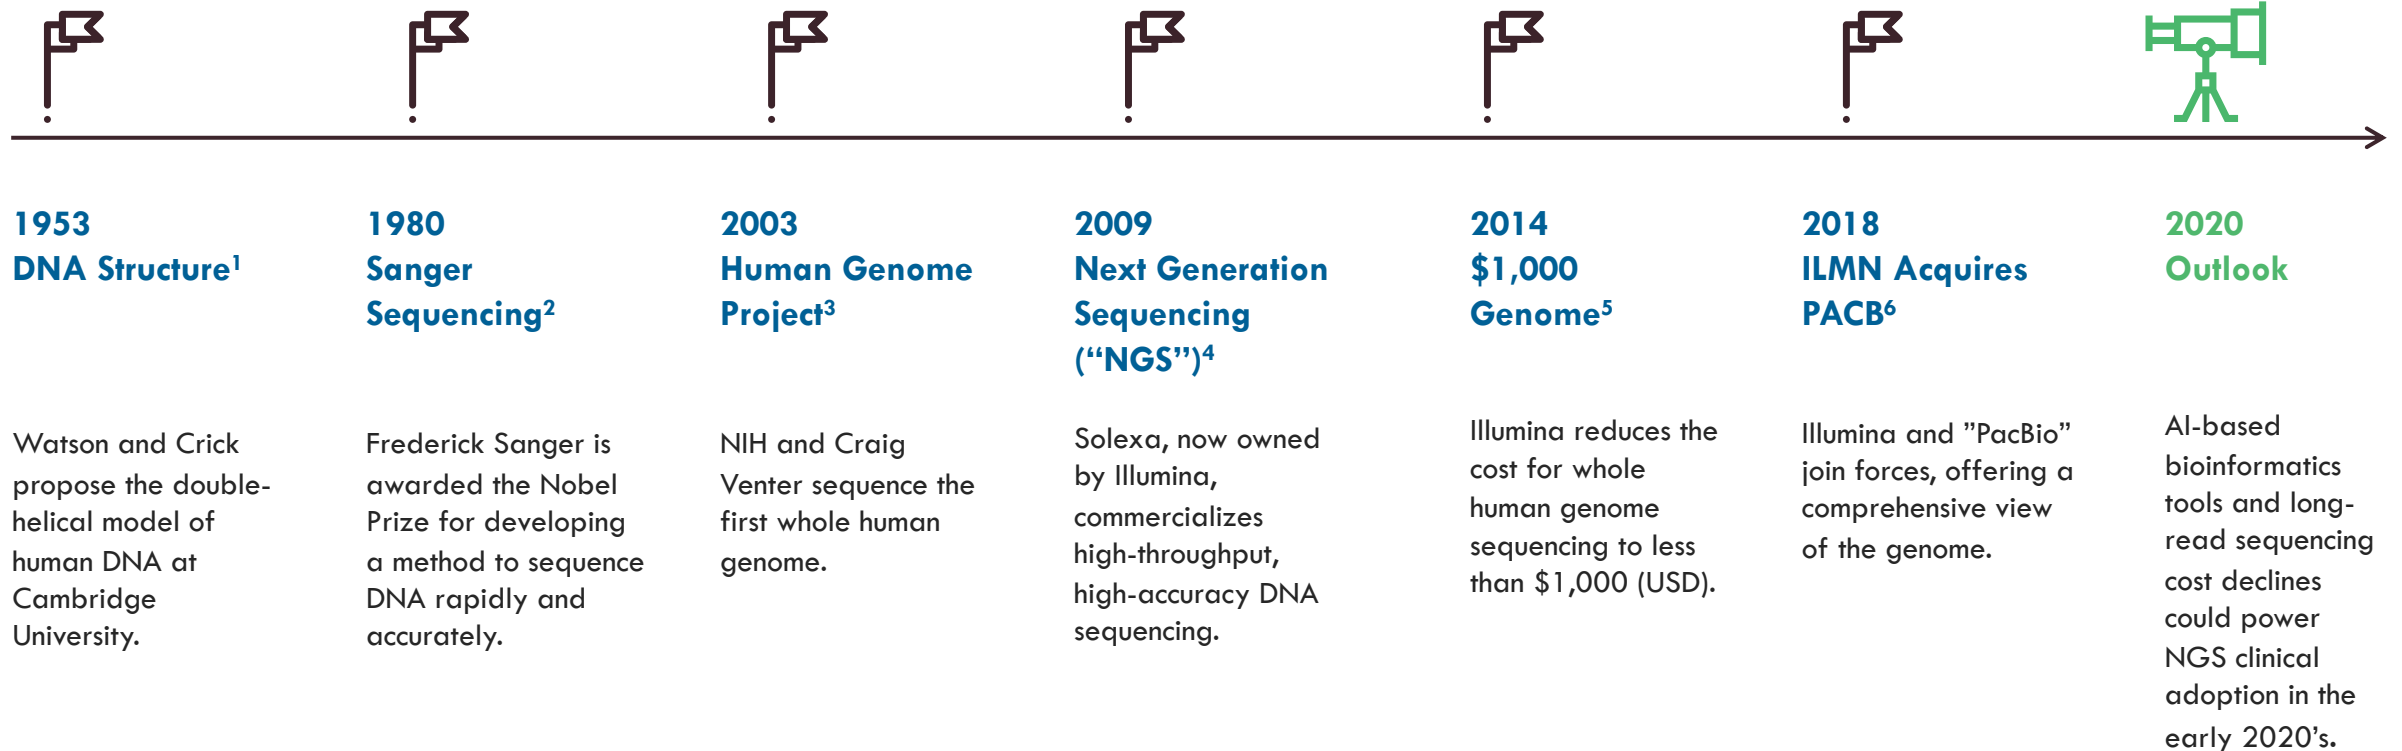 1953
DNA Structure¹
Watson and Crick
propose the double-
helical model of
human DNA at
Cambridge
University.
1980
Sanger
Sequencing²
Frederick Sanger is
awarded the Nobel
Prize for developing
a method to sequence
DNA rapidly and
accurately.
2003
Human Genome
Project³
NIH and Craig
Venter sequence the
first whole human
genome.
2009
Next Generation
Sequencing
(“NGS”)⁴
Solexa, now owned
by Illumina,
commercializes
high-throughput,
high-accuracy DNA
sequencing.
2014
$1,000
Genome⁵
Illumina reduces the
cost for whole
human genome
sequencing to less
than $1,000 (USD).
2018
ILMN Acquires
PACB⁶
Illumina and ”PacBio”
join forces, offering a
comprehensive view
of the genome.
2020
Outlook
AI-based
bioinformatics
tools and long-
read sequencing
cost declines
could power
NGS clinical
adoption in the
early 2020’s.